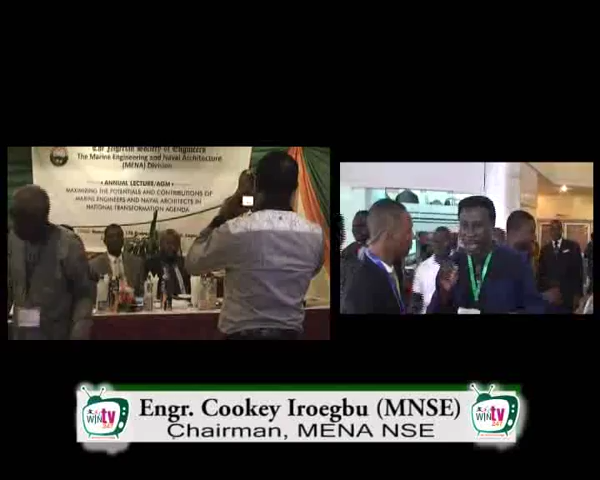 The Nigerian Society of Engineers
The Marine Engineering and Naval Architecture
(MENA) Division
• ANNUAL LECTURE/AGM •
MAXIMISING THE POTENTIALS AND CONTRIBUTIONS OF
MARINE ENGINEERS AND NAVAL ARCHITECTS IN
NATIONAL TRANSFORMATION AGENDA
WIN tv
247
Engr. Cookey Iroegbu (MNSE)
Chairman, MENA NSE
WIN tv
247